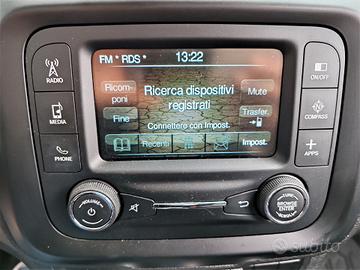 FM * RDS *
13:22
Ricerca dispositivi
registrati
Connettere con Impost.
Ricom-
poni
Fine
Mute
Trasfer.
Recenti
Impost.
RADIO
MEDIA
PHONE
ON/OFF
COMPASS
APPS
VOLUME
BROWSE
ENTER
subito